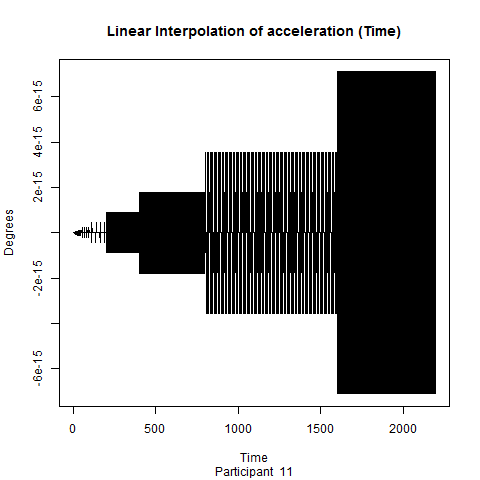 Linear Interpolation of acceleration (Time)
6e-15
4e-15
2e-15
-2e-15
-6e-15
Degrees
0 500 1000 1500 2000
Time
Participant 11